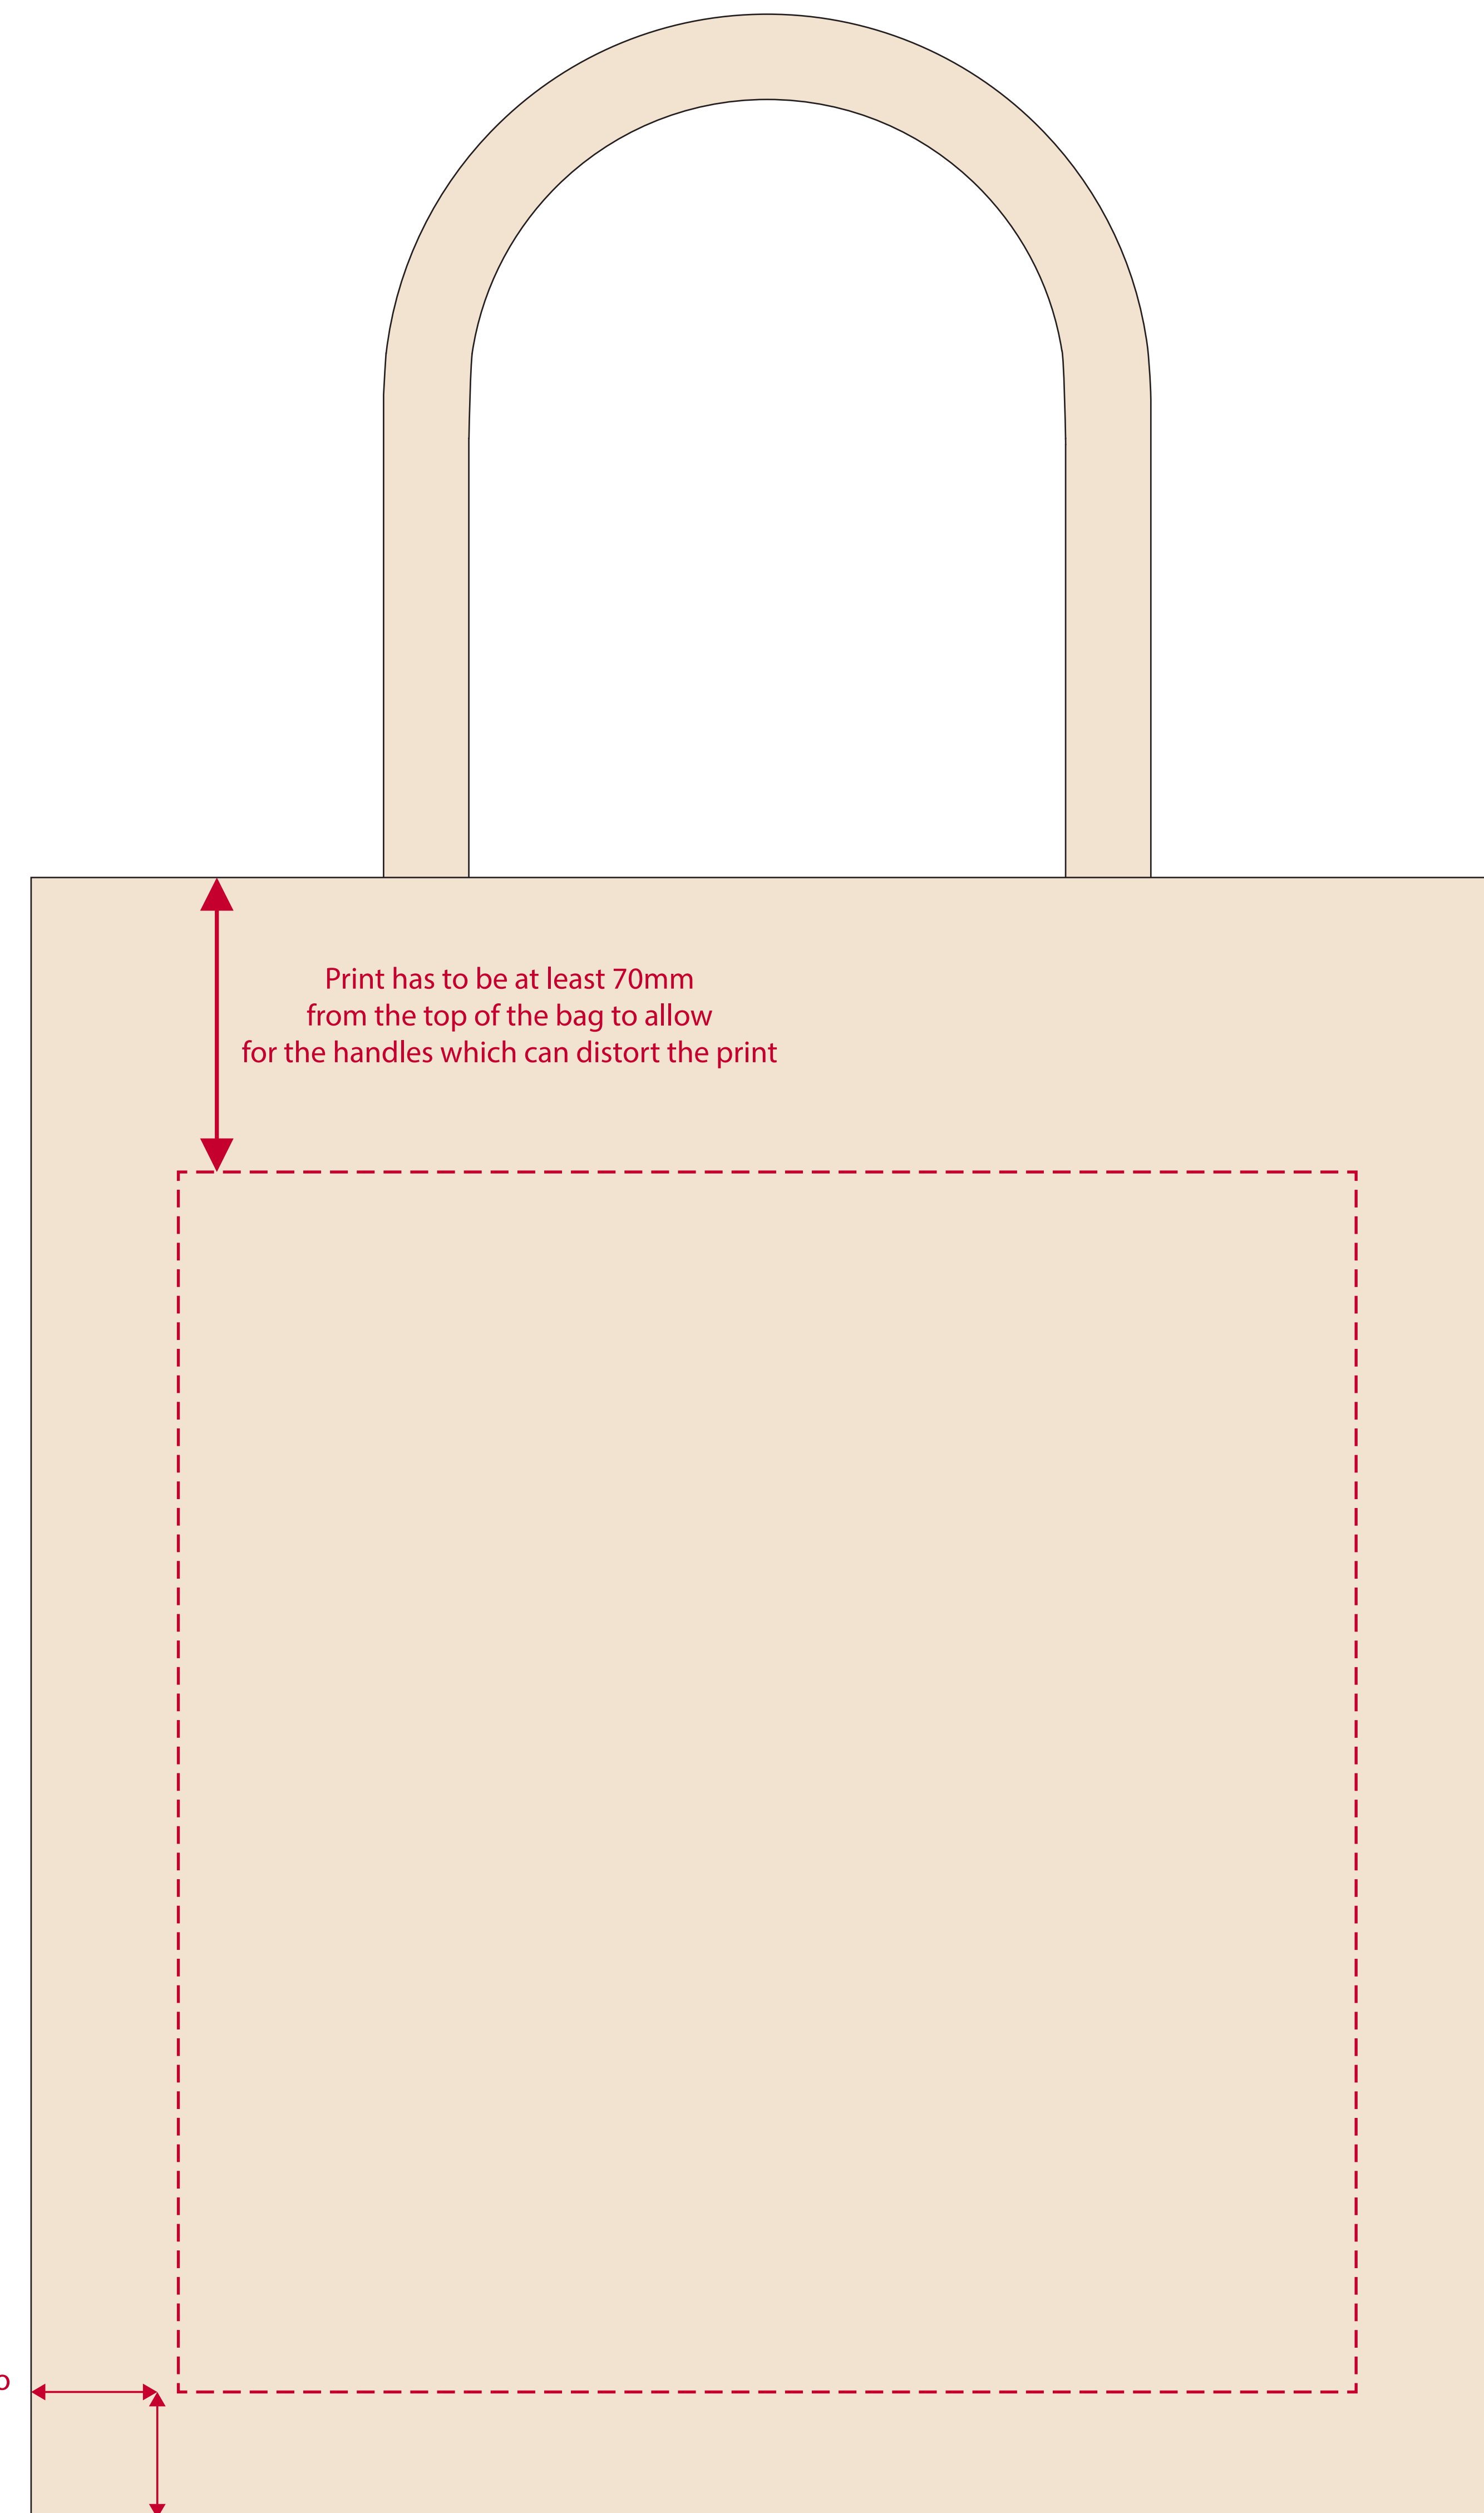 Print has to be at least 70mm
from the top of the bag to allow
for the handles which can distort the print